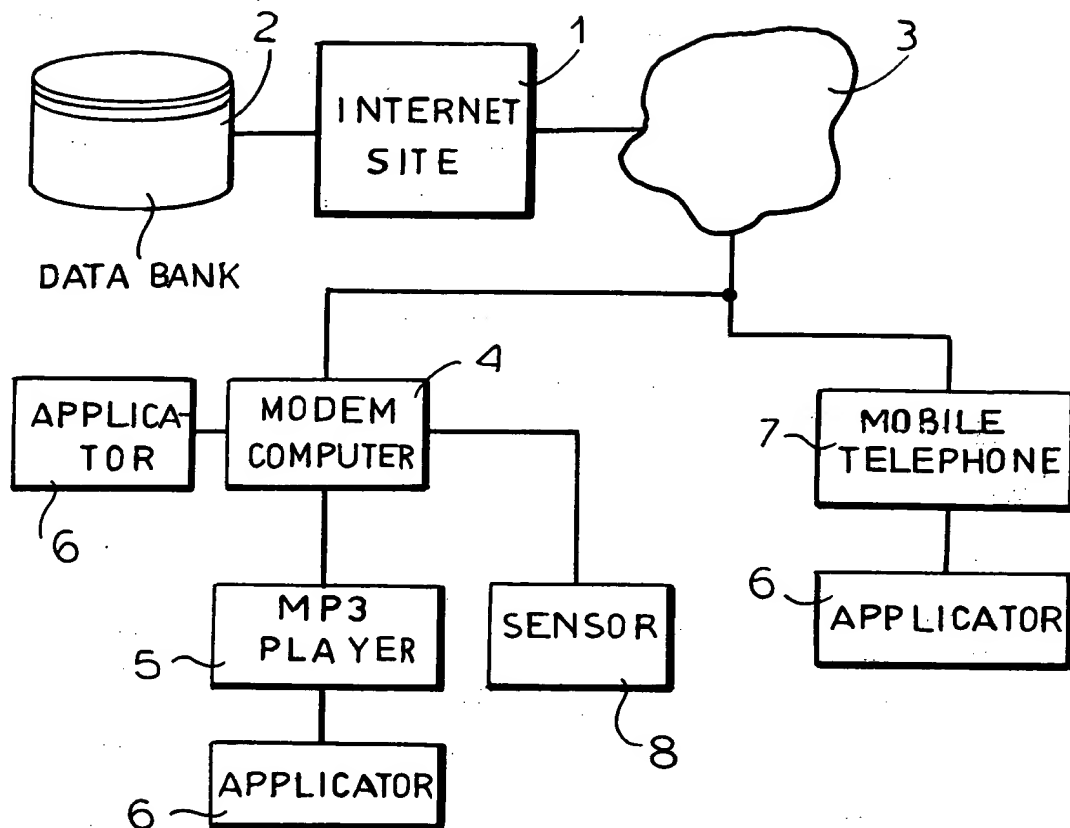 2
1
3
INTERNET
SITE
DATA BANK
4
APPLICA-
TOR
MODEM
COMPUTER
7
MOBILE
TELEPHONE
6
MP3
PLAYER
5
SENSOR
6
APPLICATOR
8
6
APPLICATOR